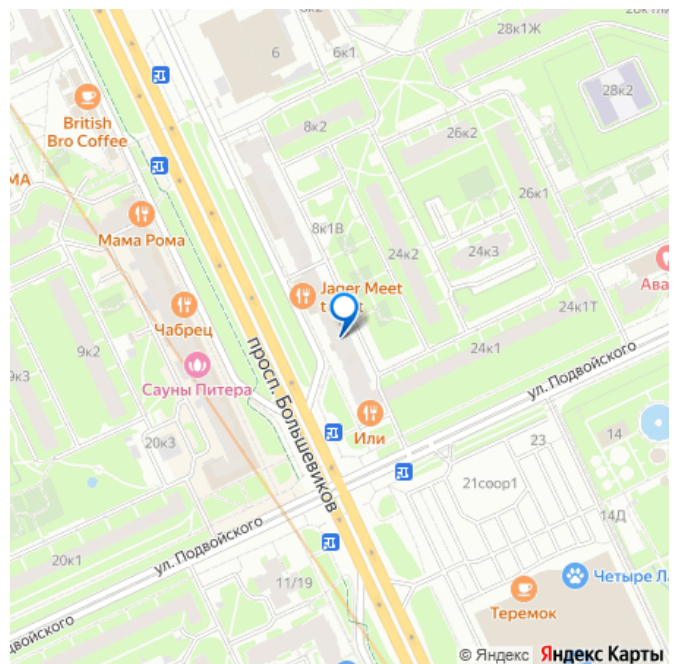 28к1Ж
6к1
6
28к2
British
Bro Coffee
8к2
26к2
МА
26к1
Мама Рома
8к1В
24к2
24к3
Jager Meet
Ава
24к1Т
Чабрец
9к2
просп. Большевиков
24к1
ул. Подвойского
9к3
Сауны Питера
Или
20к3
23
14
21соор1
ул. Подвойского
14Д
20к1
11/19
Четыре Л
Теремок
двойского
© Яндекс Яндекс Карты